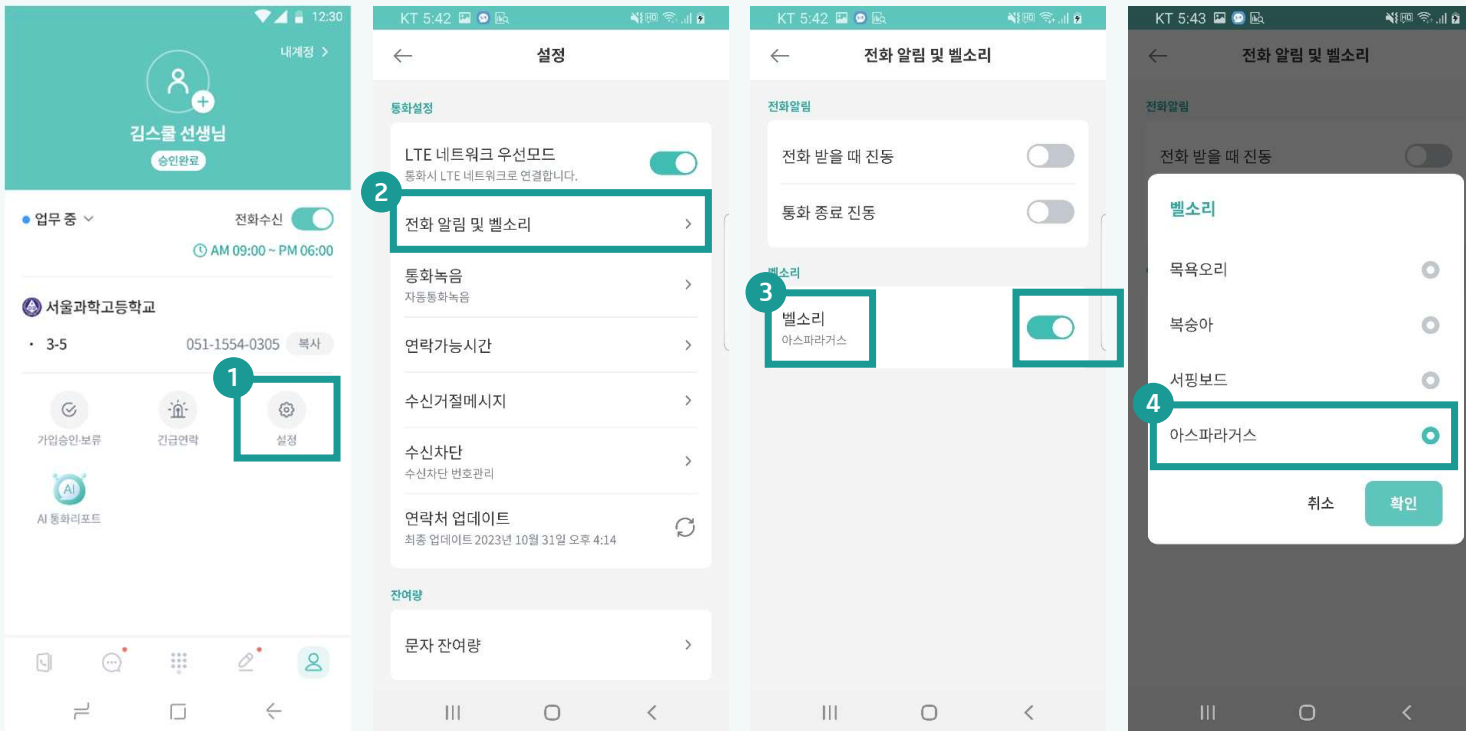 12:30
내계정 >
김스쿨 선생님
승인완료
업무 중
전화수신
AM 09:00 ~ PM 06:00
서울과학고등학교
· 3-5
051-1554-0305
복사
1
가입승인·보류
긴급연락
설정
AI
AI 통화리포트
KT 5:42
설정
통화설정
LTE 네트워크 우선모드
통화시 LTE 네트워크로 연결합니다.
2
전화 알림 및 벨소리
통화녹음
자동통화녹음
연락가능시간
수신거절메시지
수신차단
수신차단 번호관리
연락처 업데이트
최종 업데이트 2023년 10월 31일 오후 4:14
잔여량
문자 잔여량
KT 5:42
전화 알림 및 벨소리
전화알림
전화 받을 때 진동
통화 종료 진동
벨소리
3
벨소리
아스파라거스
KT 5:43
전화 알림 및 벨소리
전화알림
전화 받을 때 진동
벨소리
목욕오리
복숭아
서핑보드
4
아스파라거스
취소
확인